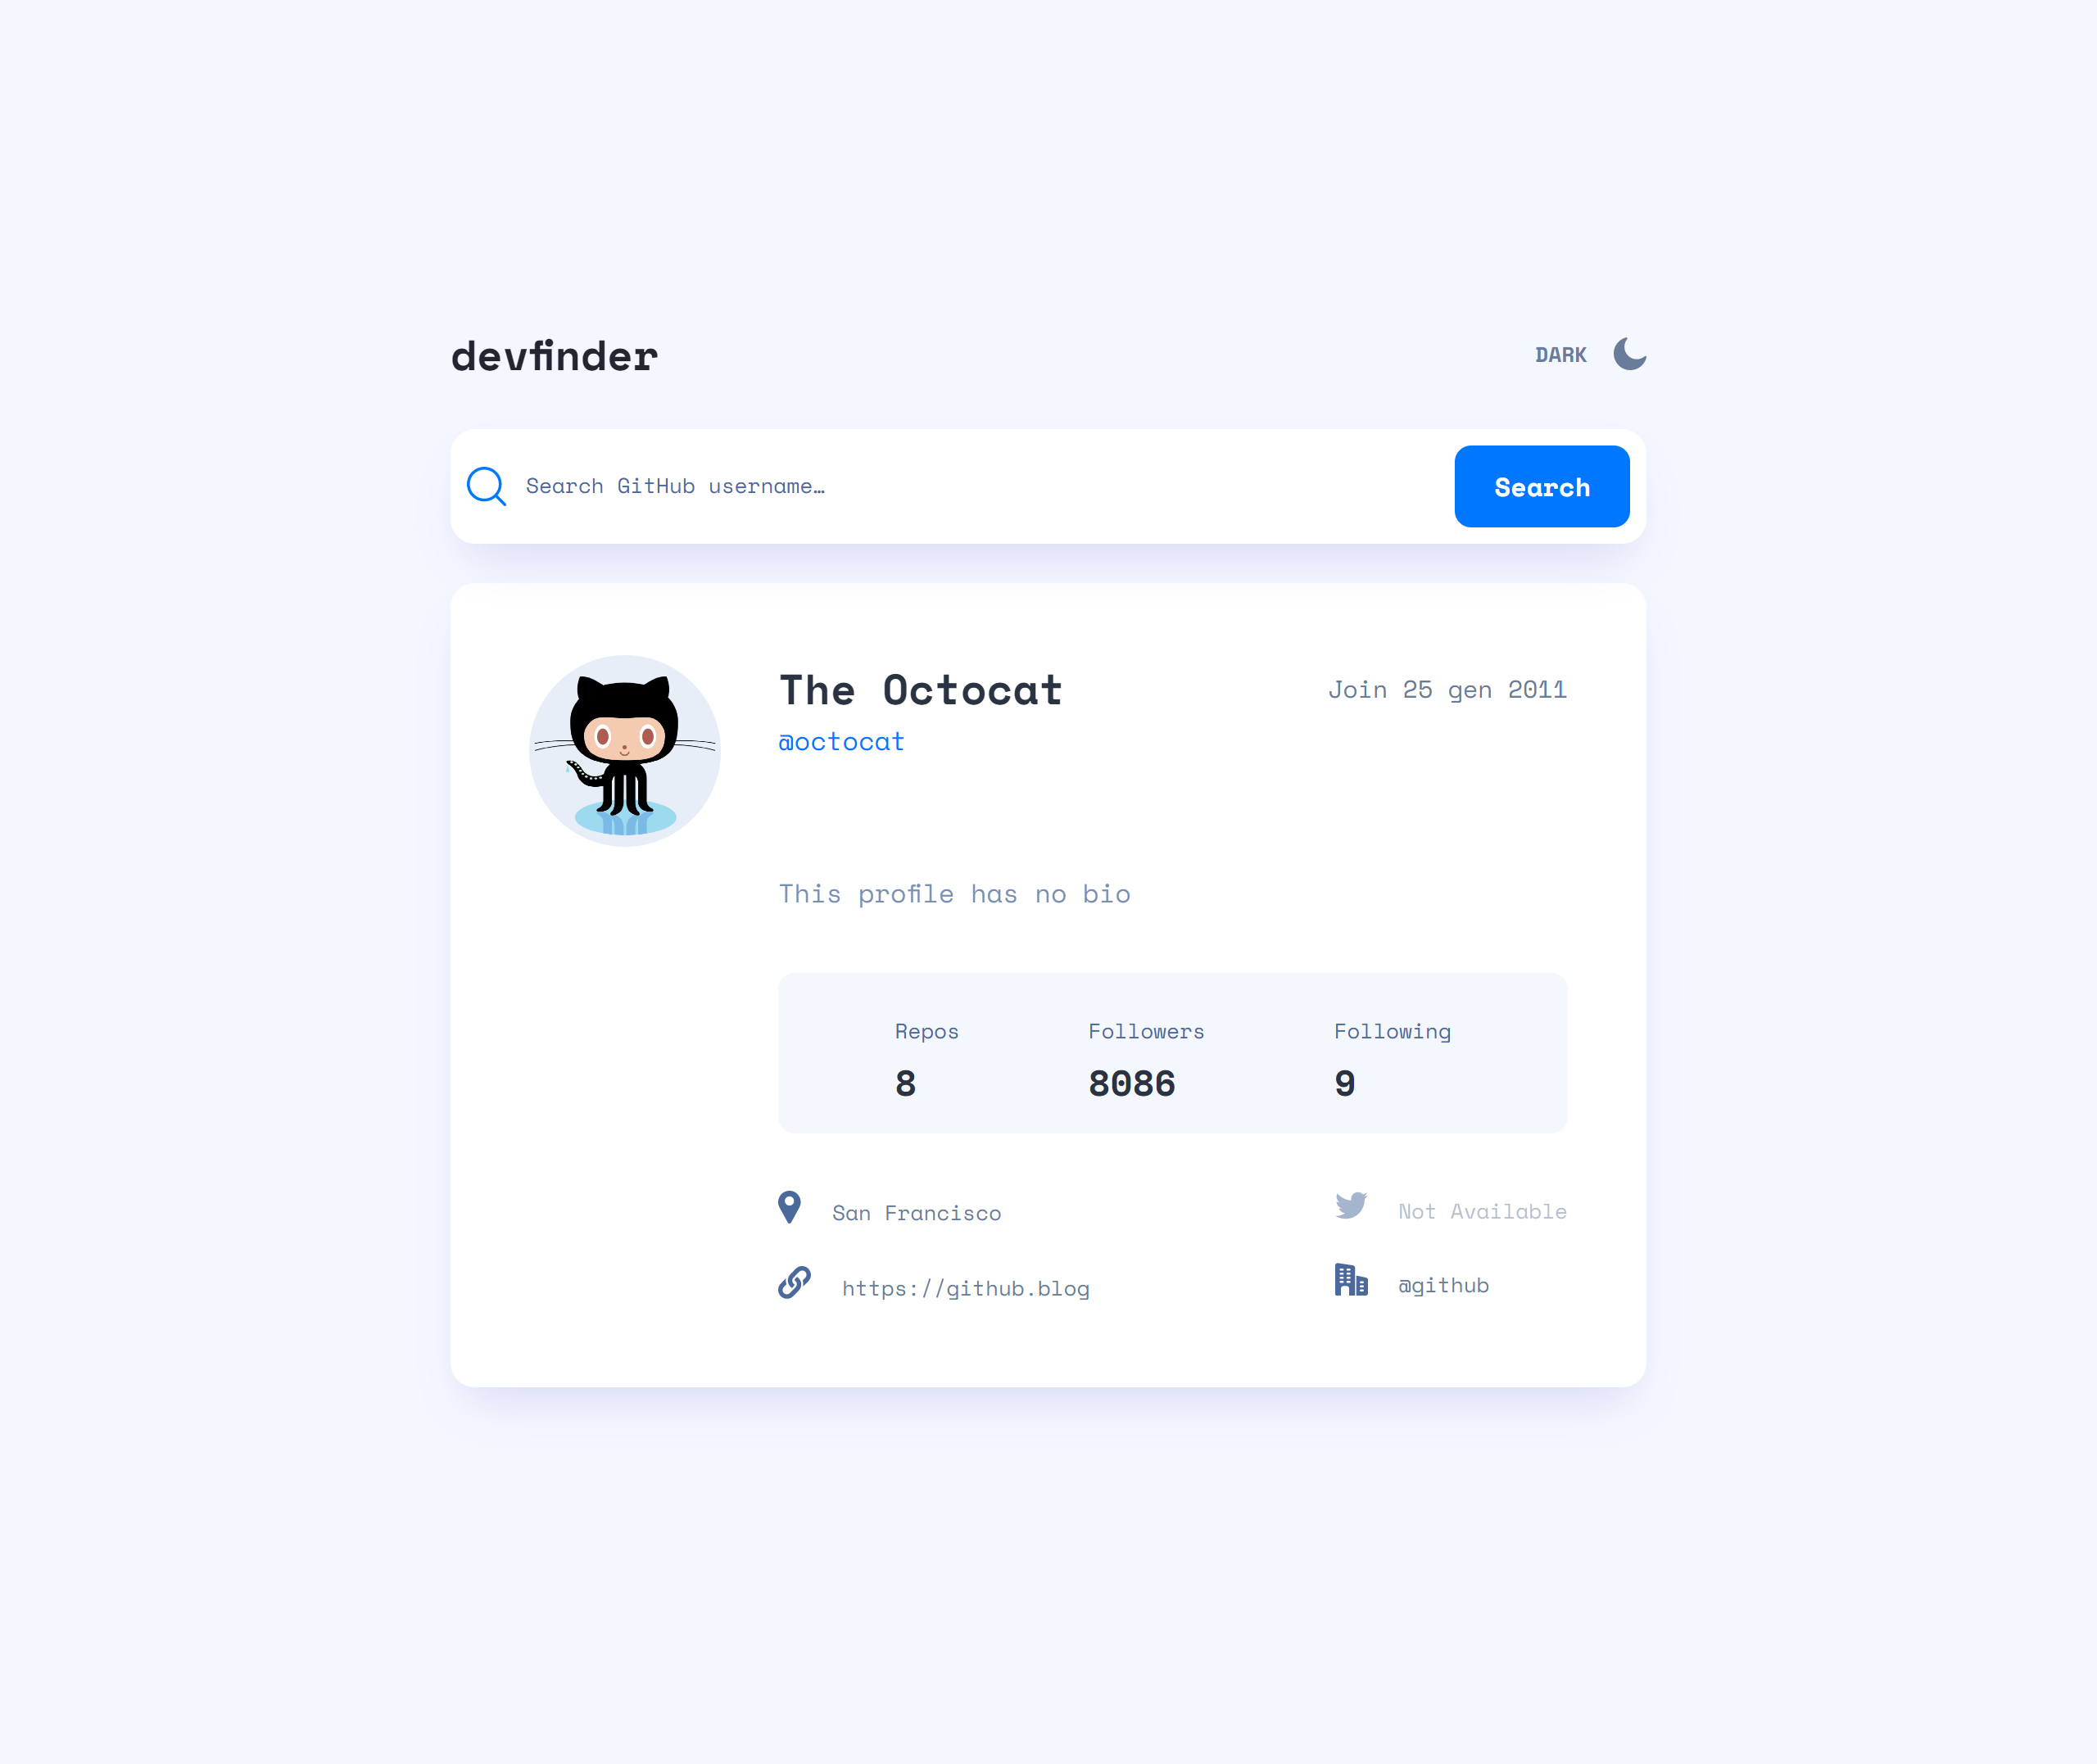 devfinder
DARK
Search GitHub username…
Search
The Octocat
Join 25 gen 2011
@octocat
This profile has no bio
Repos
Followers
Following
8
8086
9
San Francisco
Not Available
https://github.blog
@github